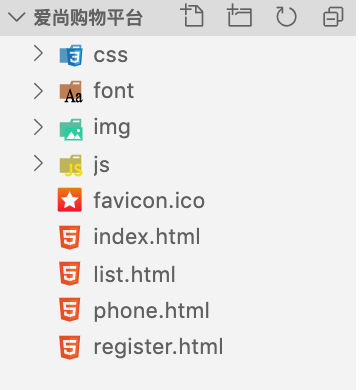 爱尚购物平台
css
font
img
js
favicon.ico
index.html
list.html
phone.html
register.html